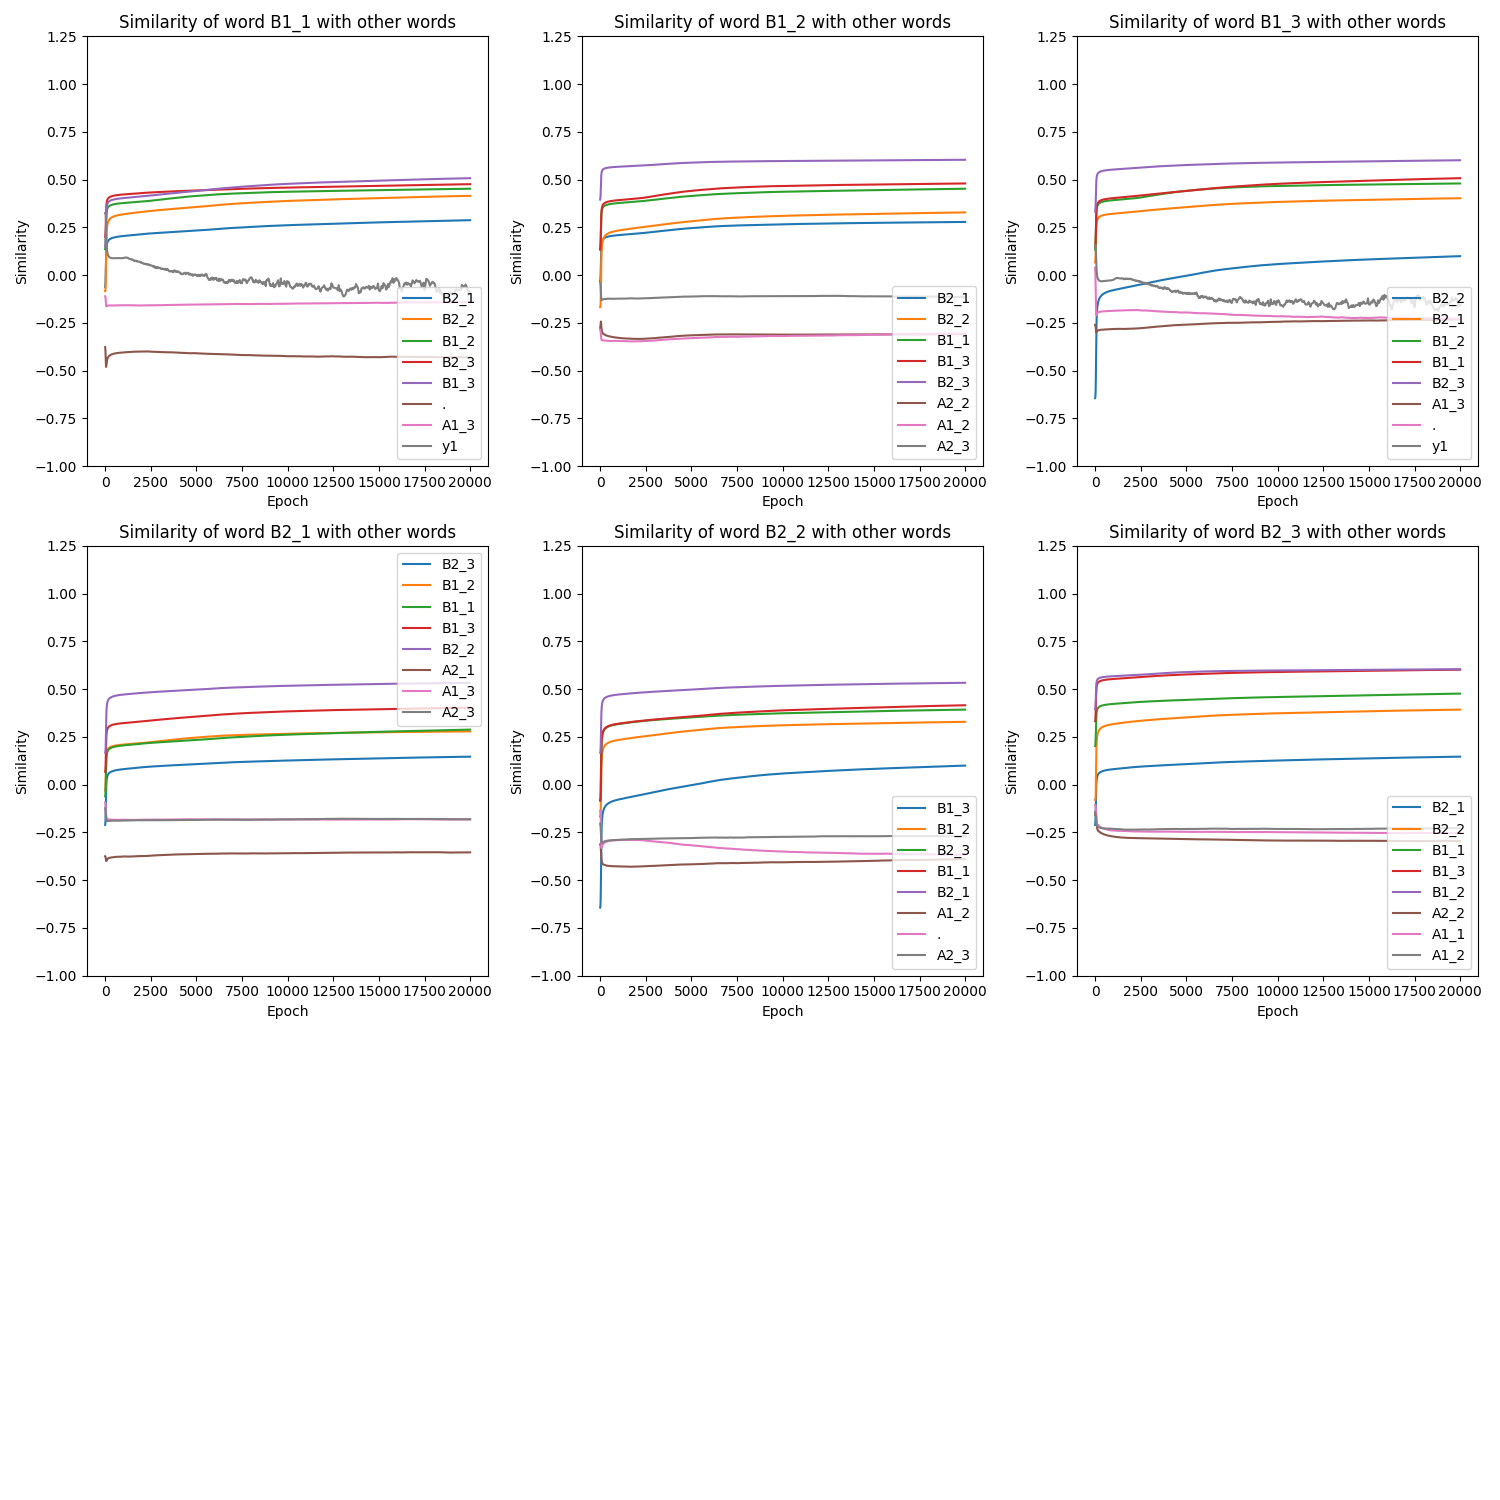 Similarity of word B1_1 with other words
1.25
1.00
0.75
0.50
0.25
0.00
−0.25
−0.50
−0.75
−1.00
Similarity
0 2500 5000 7500 10000 12500 15000 17500 20000
Epoch
B2_1
B2_2
B1_2
B2_3
B1_3
.
A1_3
y1
Similarity of word B1_2 with other words
1.25
1.00
0.75
0.50
0.25
0.00
−0.25
−0.50
−0.75
−1.00
Similarity
0 2500 5000 7500 10000 12500 15000 17500 20000
Epoch
B2_1
B2_2
B1_1
B1_3
B2_3
A2_2
A1_2
A2_3
Similarity of word B1_3 with other words
1.25
1.00
0.75
0.50
0.25
0.00
−0.25
−0.50
−0.75
−1.00
Similarity
0 2500 5000 7500 10000 12500 15000 17500 20000
Epoch
B2_2
B2_1
B1_2
B1_1
B2_3
A1_3
.
y1
Similarity of word B2_1 with other words
1.25
1.00
0.75
0.50
0.25
0.00
−0.25
−0.50
−0.75
−1.00
Similarity
0 2500 5000 7500 10000 12500 15000 17500 20000
Epoch
B2_3
B1_2
B1_1
B1_3
B2_2
A2_1
A1_3
A2_3
Similarity of word B2_2 with other words
1.25
1.00
0.75
0.50
0.25
0.00
−0.25
−0.50
−0.75
−1.00
Similarity
0 2500 5000 7500 10000 12500 15000 17500 20000
Epoch
B1_3
B1_2
B2_3
B1_1
B2_1
A1_2
.
A2_3
Similarity of word B2_3 with other words
1.25
1.00
0.75
0.50
0.25
0.00
−0.25
−0.50
−0.75
−1.00
Similarity
0 2500 5000 7500 10000 12500 15000 17500 20000
Epoch
B2_1
B2_2
B1_1
B1_3
B1_2
A2_2
A1_1
A1_2